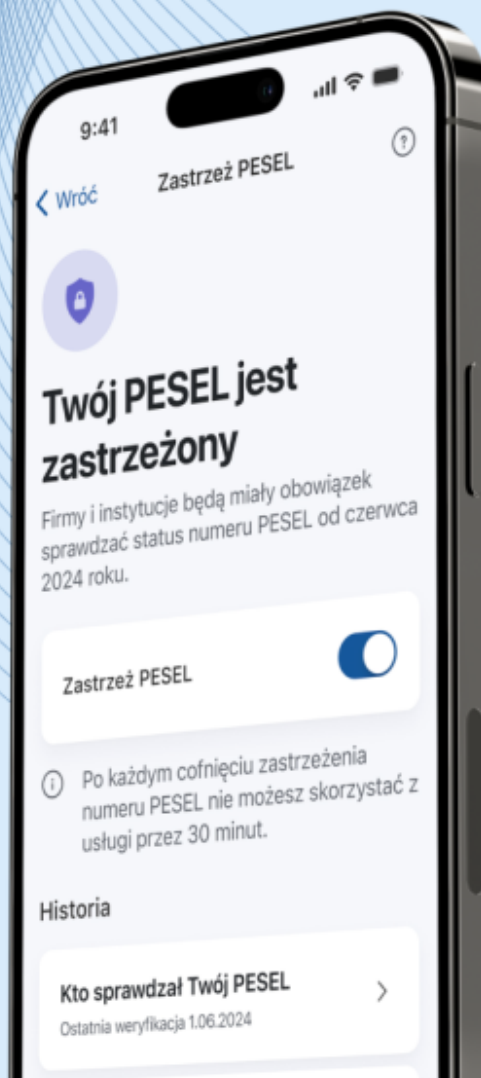 9:41
Wróć
Zastrzeż PESEL
Twój PESEL jest
zastrzeżony
Firmy i instytucje będą miały obowiązek
sprawdzać status numeru PESEL od czerwca
2024 roku.
Zastrzeż PESEL
Po każdym cofnięciu zastrzeżenia
numeru PESEL nie możesz skorzystać z
usługi przez 30 minut.
Historia
Kto sprawdzał Twój PESEL
Ostatnia weryfikacja 1.06.2024